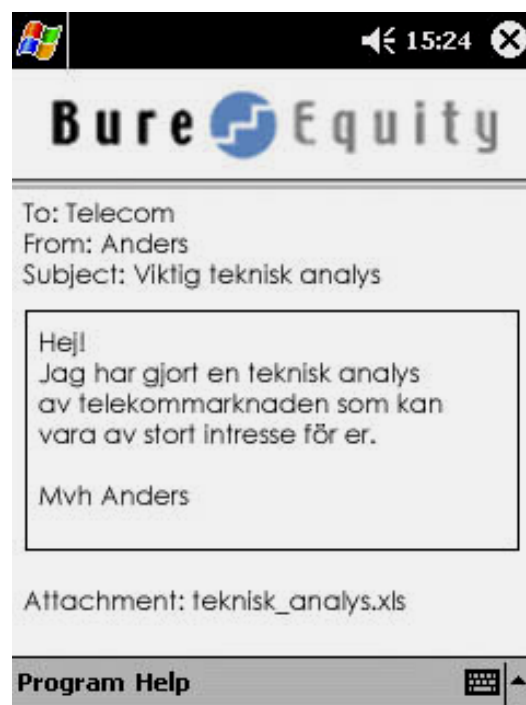 15:24
Bure Equity
To: Telecom
From: Anders
Subject: Viktig teknisk analys
Hej!
Jag har gjort en teknisk analys
av telekommarknaden som kan
vara av stort intresse för er.
Mvh Anders
Attachment: teknisk_analys.xls
Program Help